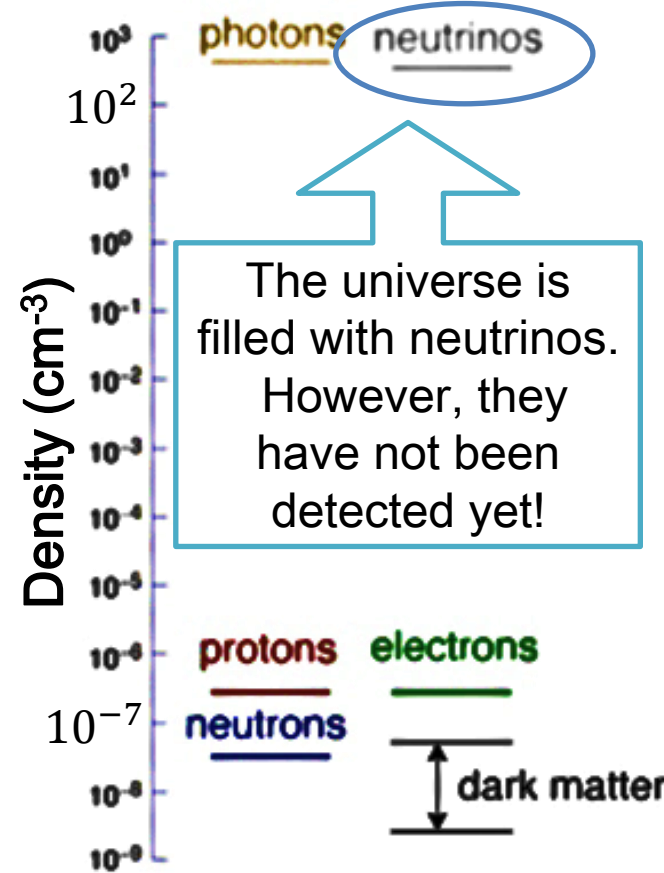 Density (cm⁻³)
10³
10²
10¹
10⁰
10⁻¹
10⁻²
10⁻³
10⁻⁴
10⁻⁵
10⁻⁶
10⁻⁷
10⁻⁸
10⁻⁹
photons
neutrinos
The universe is
filled with neutrinos.
However, they
have not been
detected yet!
protons
electrons
neutrons
dark matter